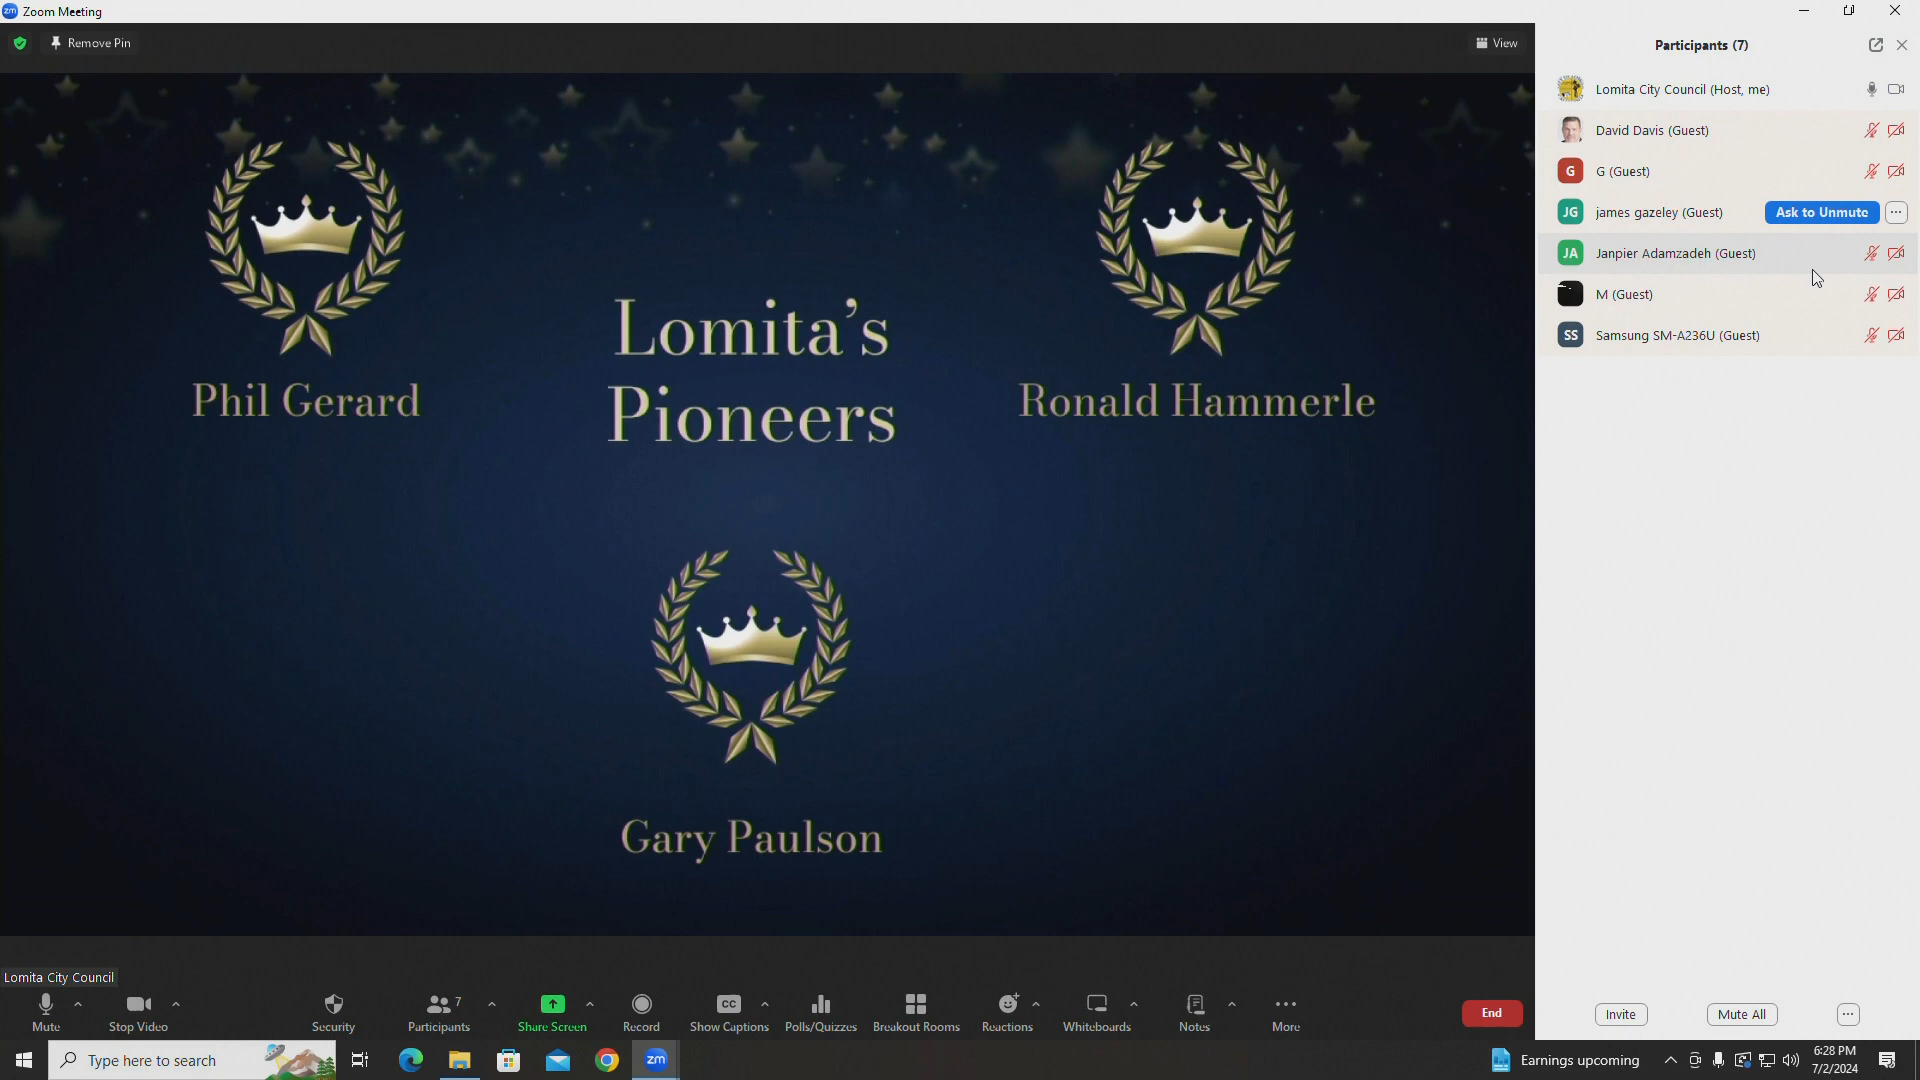 zm Zoom Meeting
Remove Pin
View
Phil Gerard
Lomita's
Pioneers
Ronald Hammerle
Gary Paulson
Lomita City Council
Participants (7)
Lomita City Council (Host, me)
David Davis (Guest)
G G (Guest)
JG james gazeley (Guest) Ask to Unmute
JA Janpier Adamzadeh (Guest)
M (Guest)
SS Samsung SM-A236U (Guest)
Invite Mute All
7
CC
Mute Stop Video Security Participants Share Screen Record Show Captions Polls/Quizzes Breakout Rooms Reactions Whiteboards Notes More End
Type here to search
zm
Earnings upcoming
6:28 PM
7/2/2024